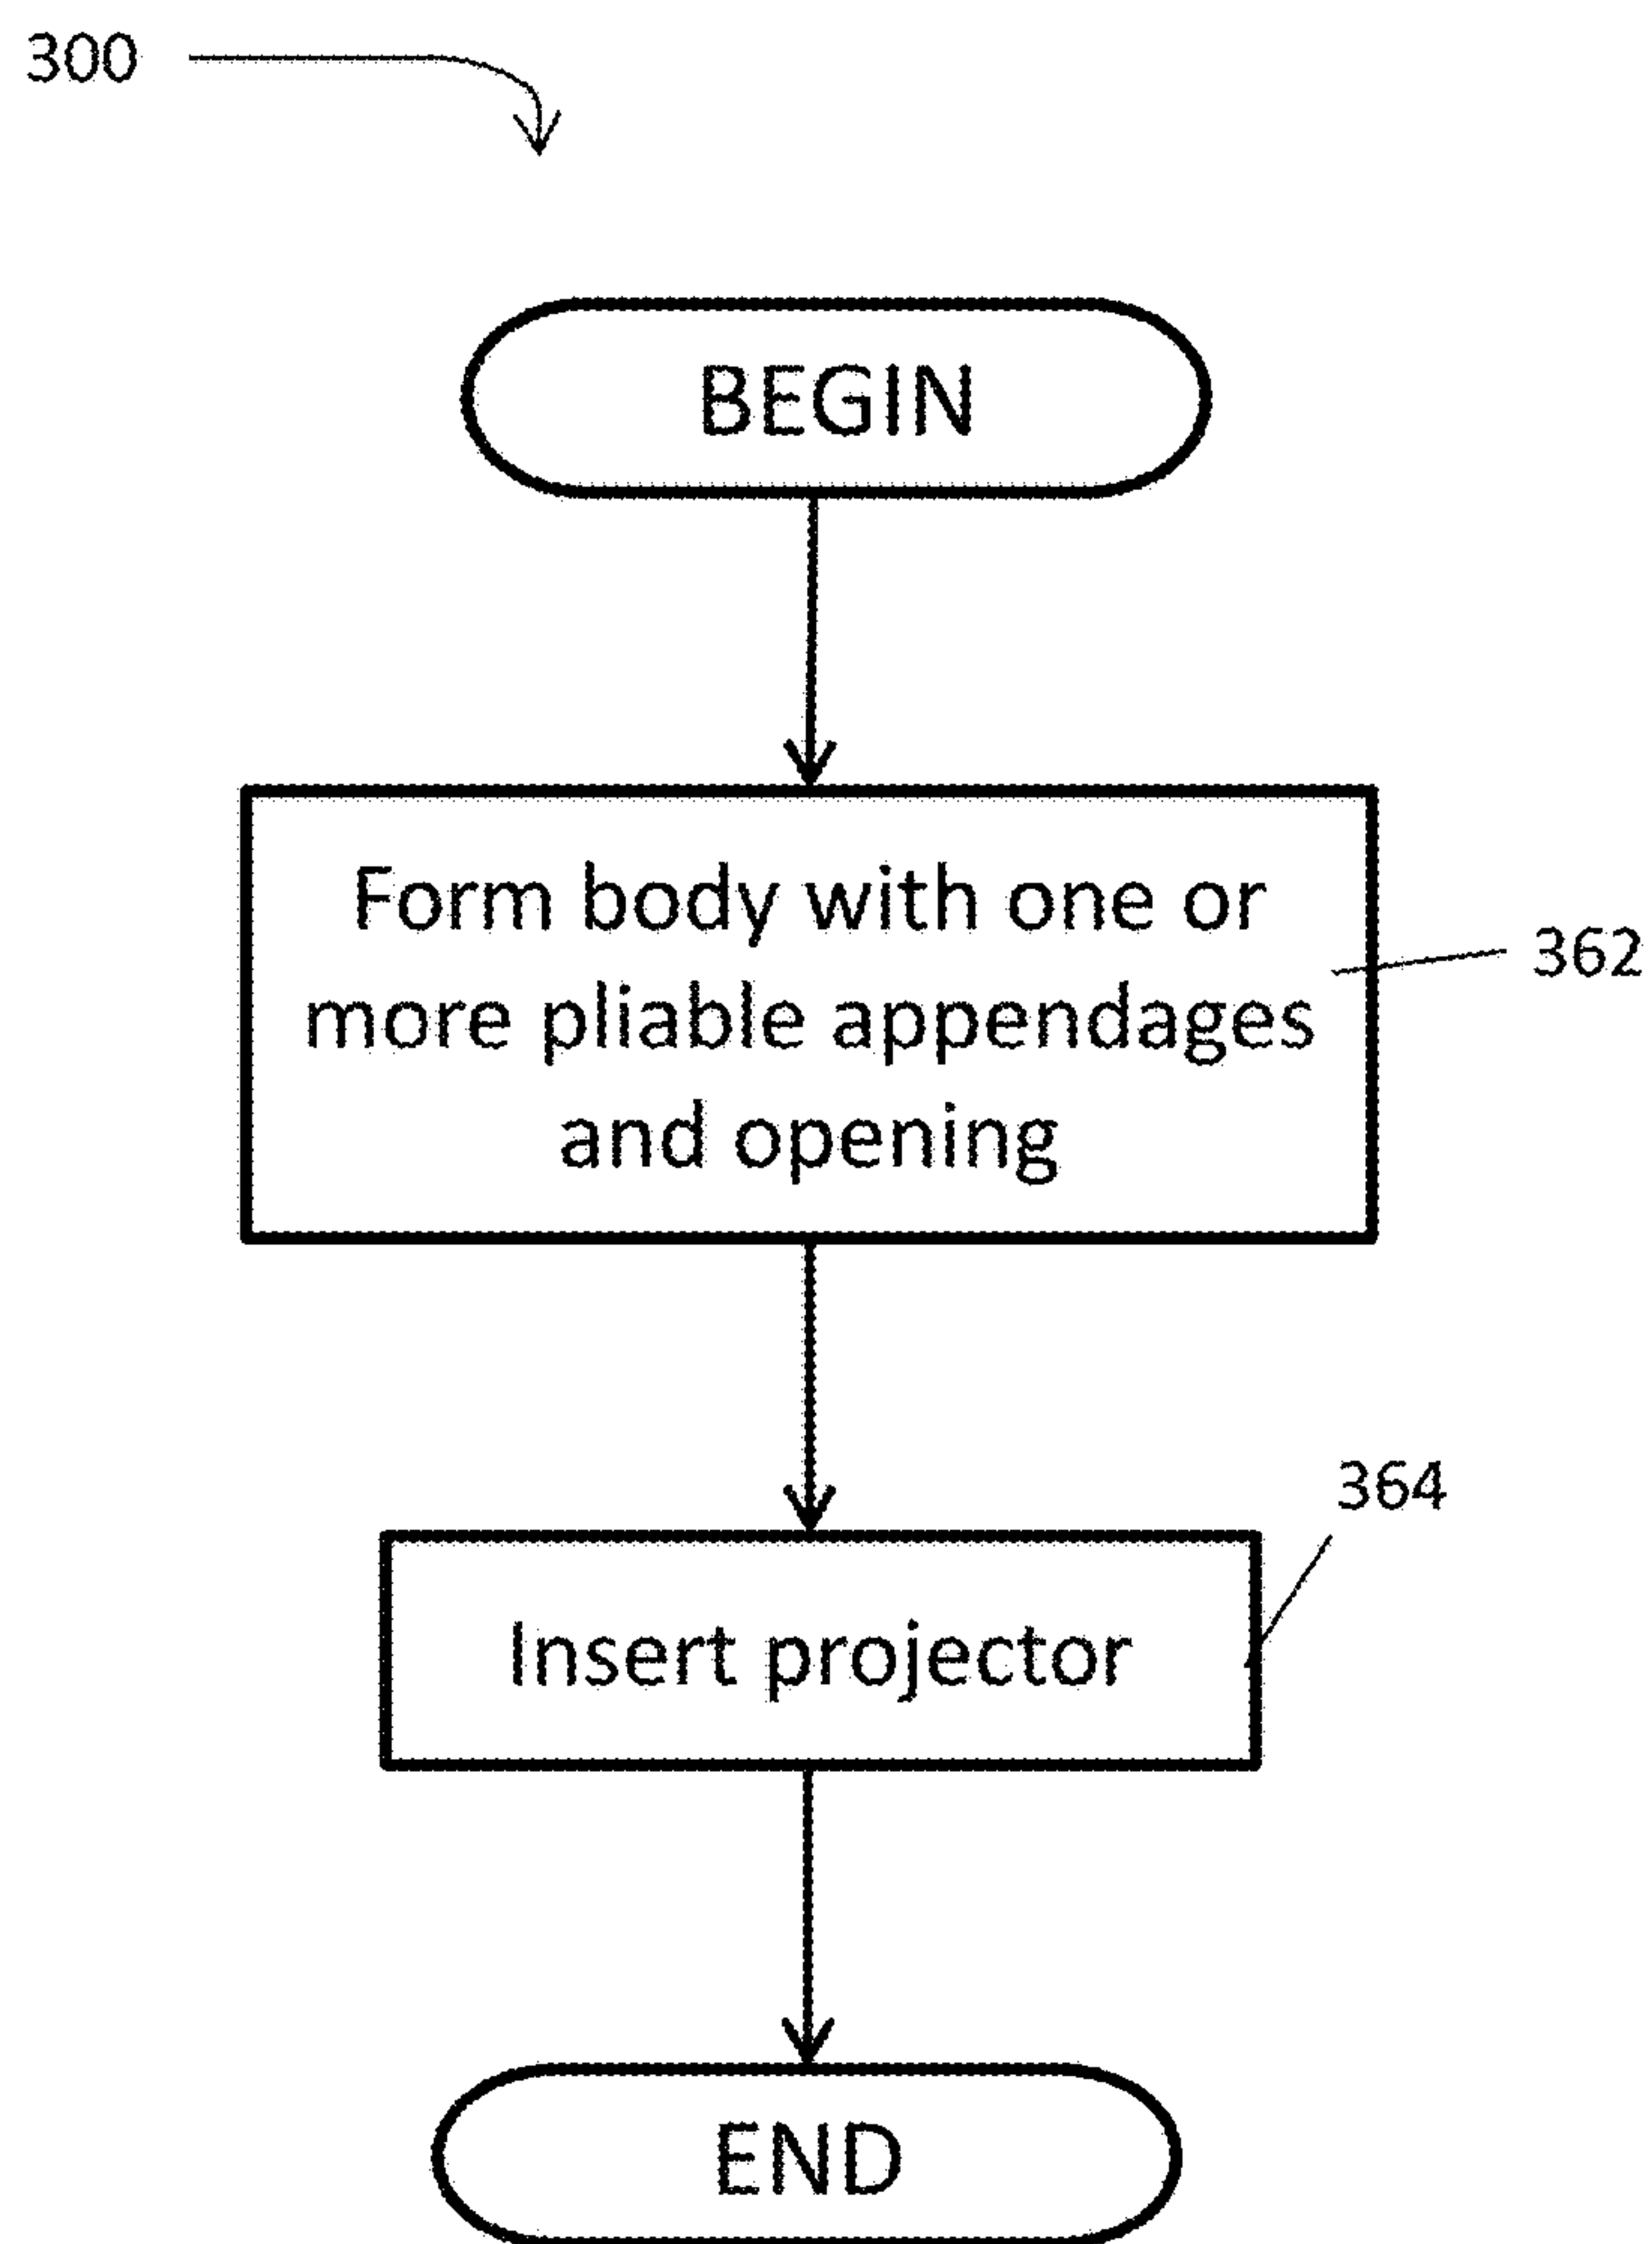 300
BEGIN
Form body with one or
more pliable appendages
and opening
362
364
Insert projector
END